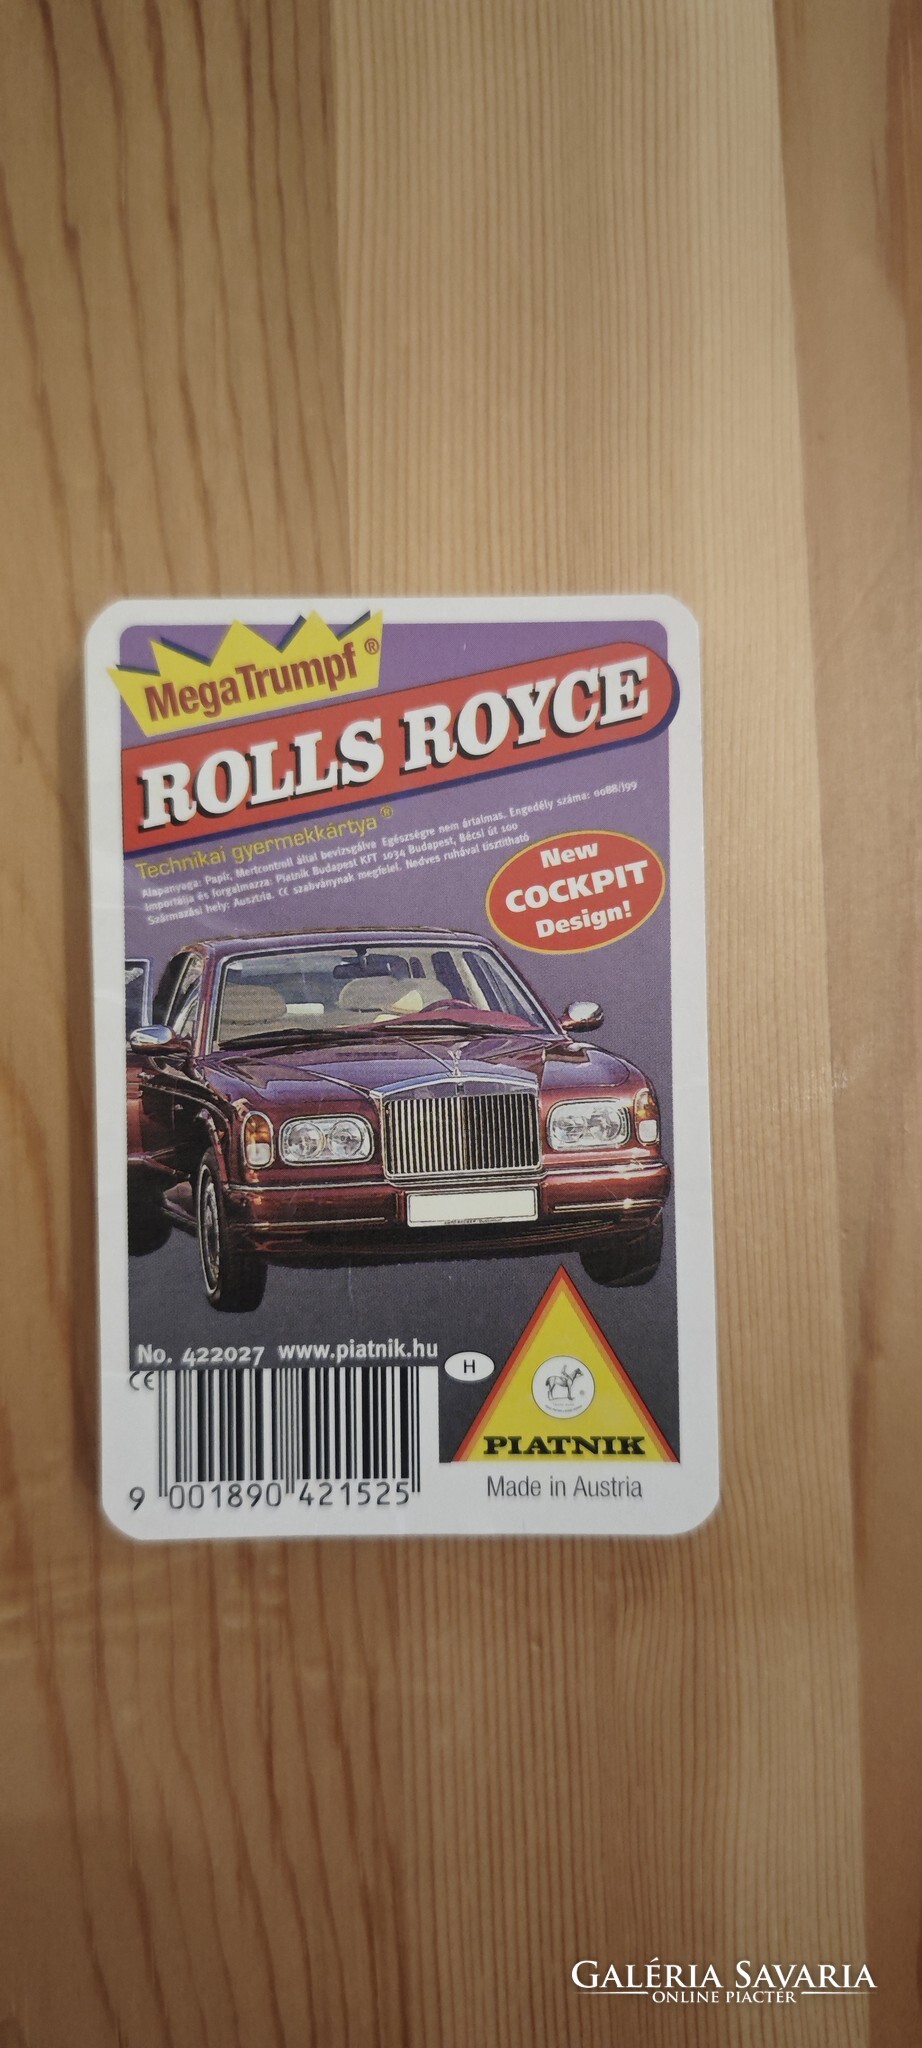 MegaTrumpf®
ROLLS ROYCE
Technikai gyermekkártya®
Alapanyaga: Papír, Mertcontroll által bevizsgálva Egészségre nem ártalmas. Engedély száma: 0088/199
Importálja és forgalmazza: Piatnik Budapest KFT 1034 Budapest, Bécsi út 100
Származási hely: Ausztria. CE szabványnak megfelel. Nedves ruhával tisztítható
New
COCKPIT
Design!
No. 422027 www.piatnik.hu
H
CE
9 001890 421525
PIATNIK
Made in Austria
GALÉRIA SAVARIA
ONLINE PIACTÉR